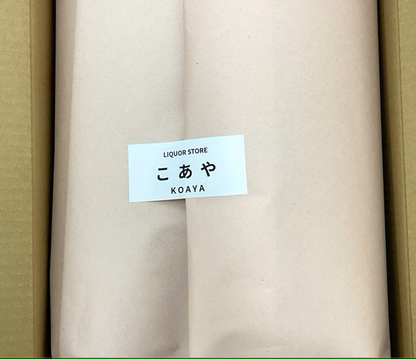 LIQUOR STORE
こあや
KOAYA